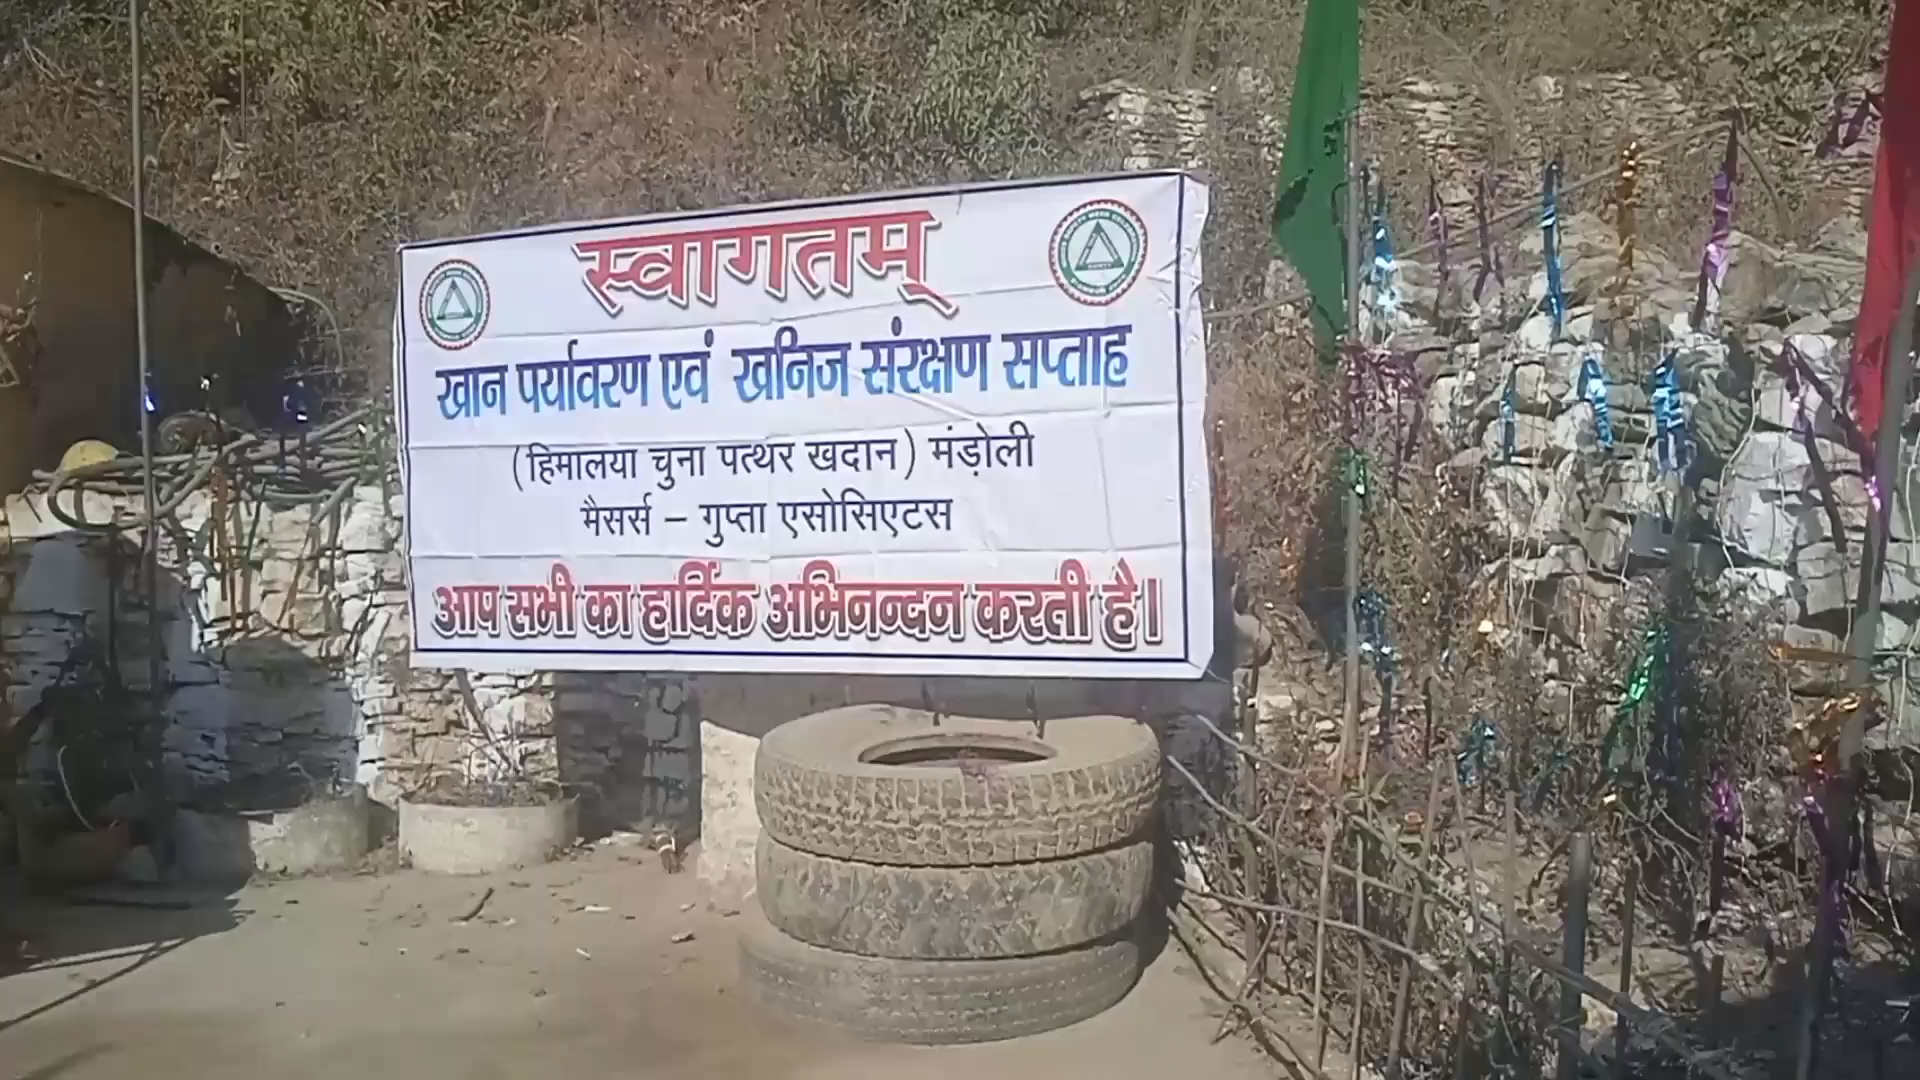 स्वागतम्
खान पर्यावरण एवं खनिज संरक्षण सप्ताह
(हिमालया चुना पत्थर खदान) मंड़ोली
मैसर्स – गुप्ता एसोसिएटस
आप सभी का हार्दिक अभिनन्दन करती है।